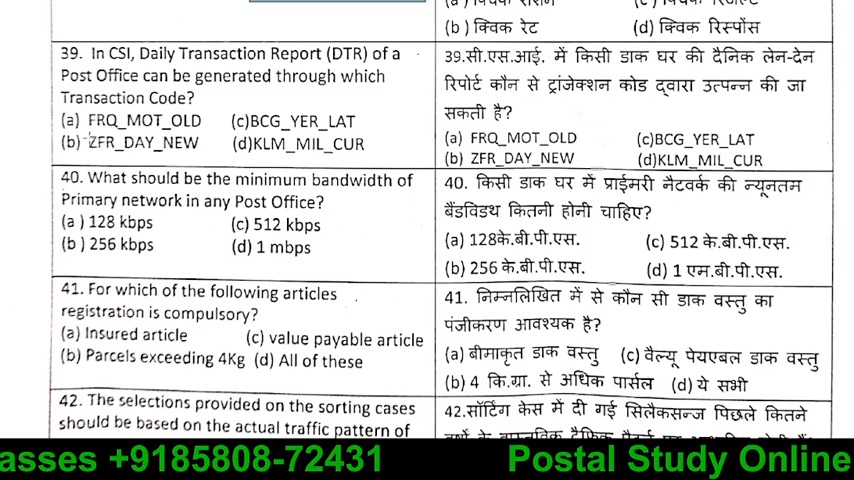 (b ) क्विक रेट (d) क्विक रिस्पोंस
39. In CSI, Daily Transaction Report (DTR) of a
Post Office can be generated through which
Transaction Code?
(a) FRQ_MOT_OLD (c)BCG_YER_LAT
(b) ZFR_DAY_NEW (d)KLM_MIL_CUR
39.सी.एस.आई. में किसी डाक घर की दैनिक लेन-देन
रिपोर्ट कौन से ट्रांजेक्शन कोड द्वारा उत्पन्न की जा
सकती है?
(a) FRQ_MOT_OLD (c)BCG_YER_LAT
(b) ZFR_DAY_NEW (d)KLM_MIL_CUR
40. What should be the minimum bandwidth of
Primary network in any Post Office?
(a ) 128 kbps (c) 512 kbps
(b ) 256 kbps (d) 1 mbps
40. किसी डाक घर में प्राईमरी नैटवर्क की न्यूनतम
बैंडविडथ कितनी होनी चाहिए?
(a) 128के.बी.पी.एस. (c) 512 के.बी.पी.एस.
(b) 256 के.बी.पी.एस. (d) 1 एम.बी.पी.एस.
41. For which of the following articles
registration is compulsory?
(a) Insured article (c) value payable article
(b) Parcels exceeding 4Kg (d) All of these
41. निम्नलिखित में से कौन सी डाक वस्तु का
पंजीकरण आवश्यक है?
(a) बीमाकृत डाक वस्तु (c) वैल्यू पेयएबल डाक वस्तु
(b) 4 कि.ग्रा. से अधिक पार्सल (d) ये सभी
42. The selections provided on the sorting cases
should be based on the actual traffic pattern of
42.सॉर्टिंग केस में दी गई सिलैकसन्ज पिछले कितने
asses +9185808-72431 Postal Study Online